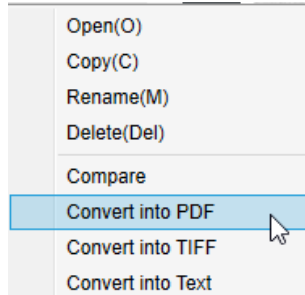 Open(O)
Copy(C)
Rename(M)
Delete(Del)
Compare
Convert into PDF
Convert into TIFF
Convert into Text